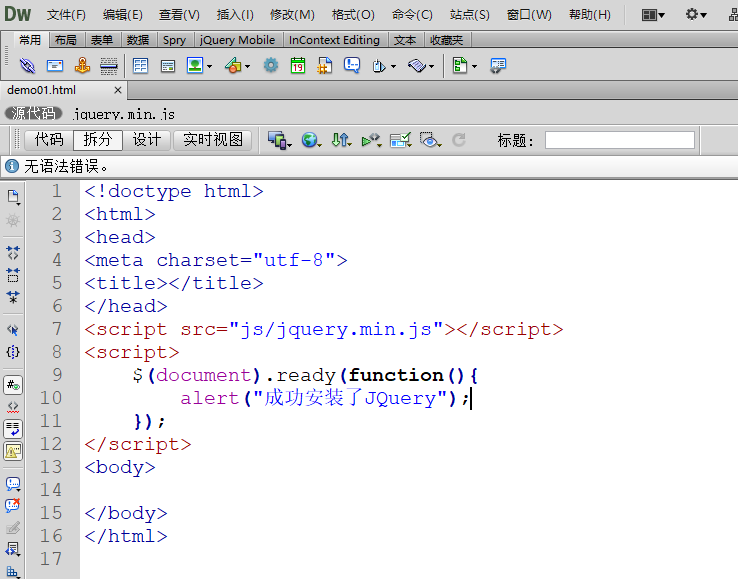 Dw 文件(F) 编辑(E) 查看(V) 插入(I) 修改(M) 格式(O) 命令(C) 站点(S) 窗口(W) 帮助(H)
常用 布局 表单 数据 Spry jQuery Mobile InContext Editing 文本 收藏夹
19
demo01.html ×
源代码 jquery.min.js
代码 拆分 设计 实时视图 标题:
无语法错误。
1 <!doctype html>
2 <html>
3 <head>
4 <meta charset="utf-8">
5 <title></title>
6 </head>
7 <script src="js/jquery.min.js"></script>
8 <script>
9 $(document).ready(function(){
10 alert("成功安装了JQuery");
11 });
12 </script>
13 <body>
14
15 </body>
16 </html>
17